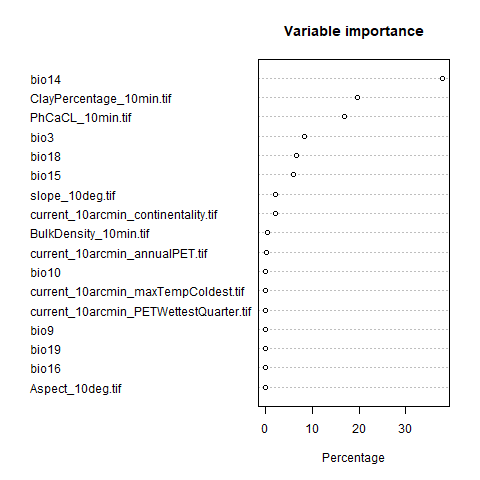 Variable importance
bio14
ClayPercentage_10min.tif
PhCaCL_10min.tif
bio3
bio18
bio15
slope_10deg.tif
current_10arcmin_continentality.tif
BulkDensity_10min.tif
current_10arcmin_annualPET.tif
bio10
current_10arcmin_maxTempColdest.tif
current_10arcmin_PETWettestQuarter.tif
bio9
bio19
bio16
Aspect_10deg.tif
0 10 20 30
Percentage